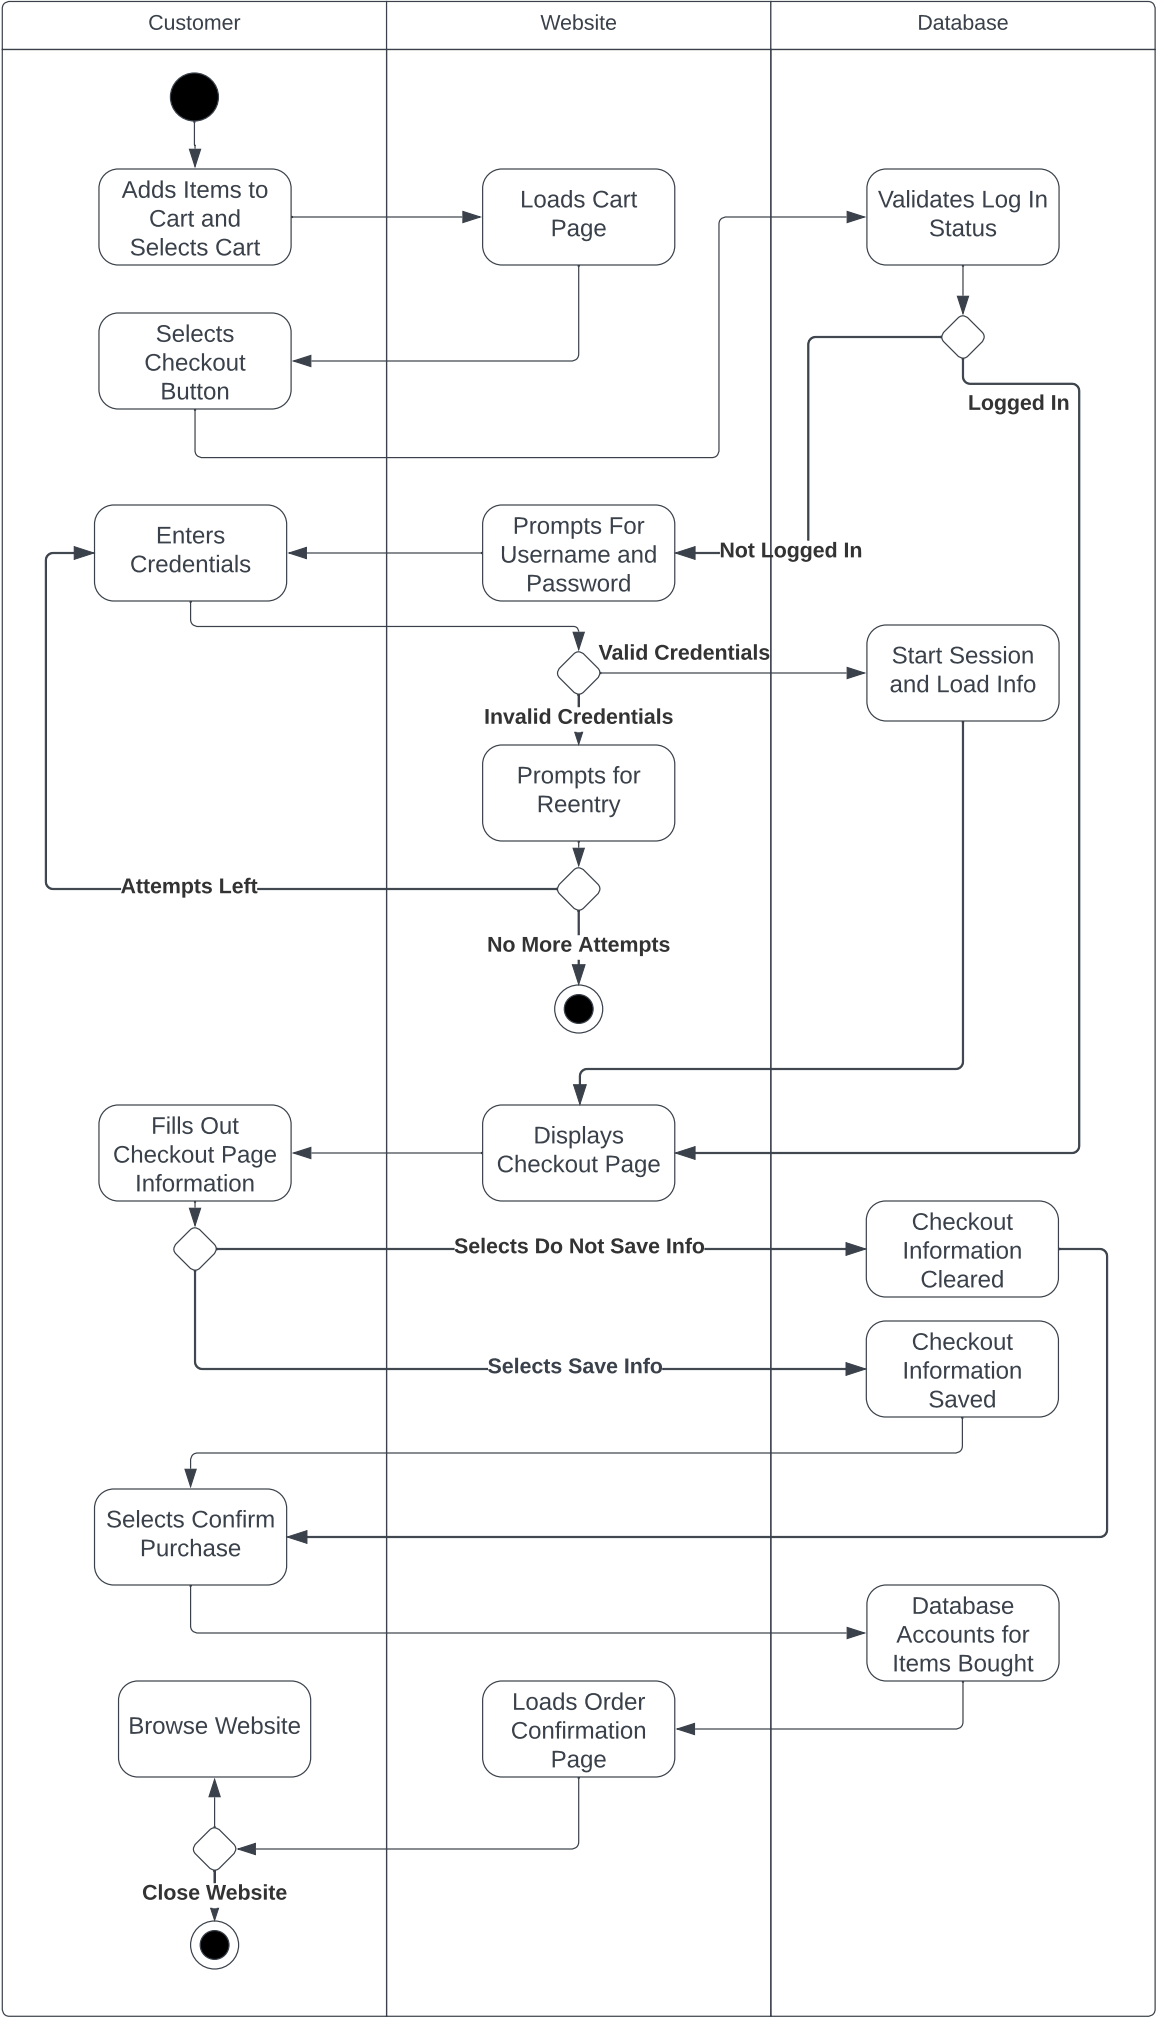 Customer
Website
Database
Adds Items to
Cart and
Selects Cart
Loads Cart
Page
Validates Log In
Status
Selects
Checkout
Button
Logged In
Enters
Credentials
Prompts For
Username and
Password
Not Logged In
Valid Credentials
Start Session
and Load Info
Invalid Credentials
Prompts for
Reentry
Attempts Left
No More Attempts
Fills Out
Checkout Page
Information
Displays
Checkout Page
Selects Do Not Save Info
Checkout
Information
Cleared
Selects Save Info
Checkout
Information
Saved
Selects Confirm
Purchase
Database
Accounts for
Items Bought
Browse Website
Loads Order
Confirmation
Page
Close Website